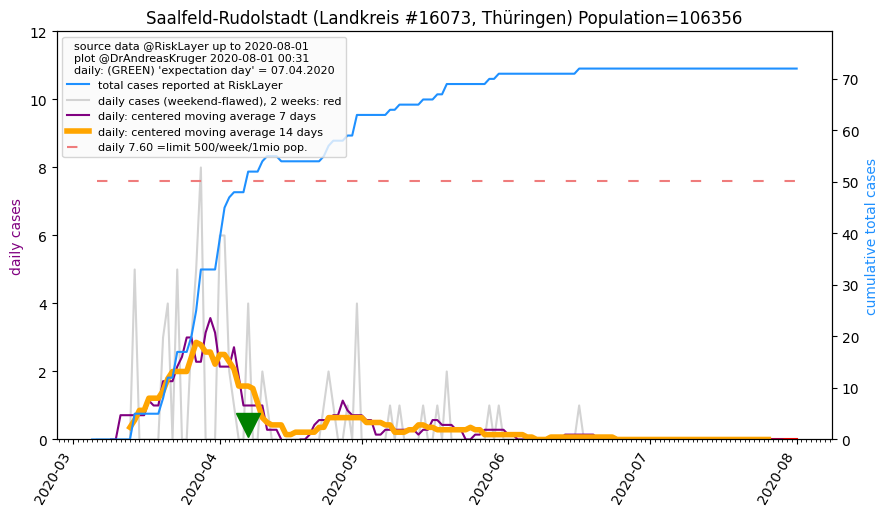 Saalfeld-Rudolstadt (Landkreis #16073, Thüringen) Population=106356
source data @RiskLayer up to 2020-08-01
plot @DrAndreasKruger 2020-08-01 00:31
daily: (GREEN) 'expectation day' = 07.04.2020
total cases reported at RiskLayer
daily cases (weekend-flawed), 2 weeks: red
daily: centered moving average 7 days
daily: centered moving average 14 days
daily 7.60 =limit 500/week/1mio pop.
daily cases
12
10
8
6
4
2
0
cumulative total cases
70
60
50
40
30
20
10
0
2020-03
2020-04
2020-05
2020-06
2020-07
2020-08